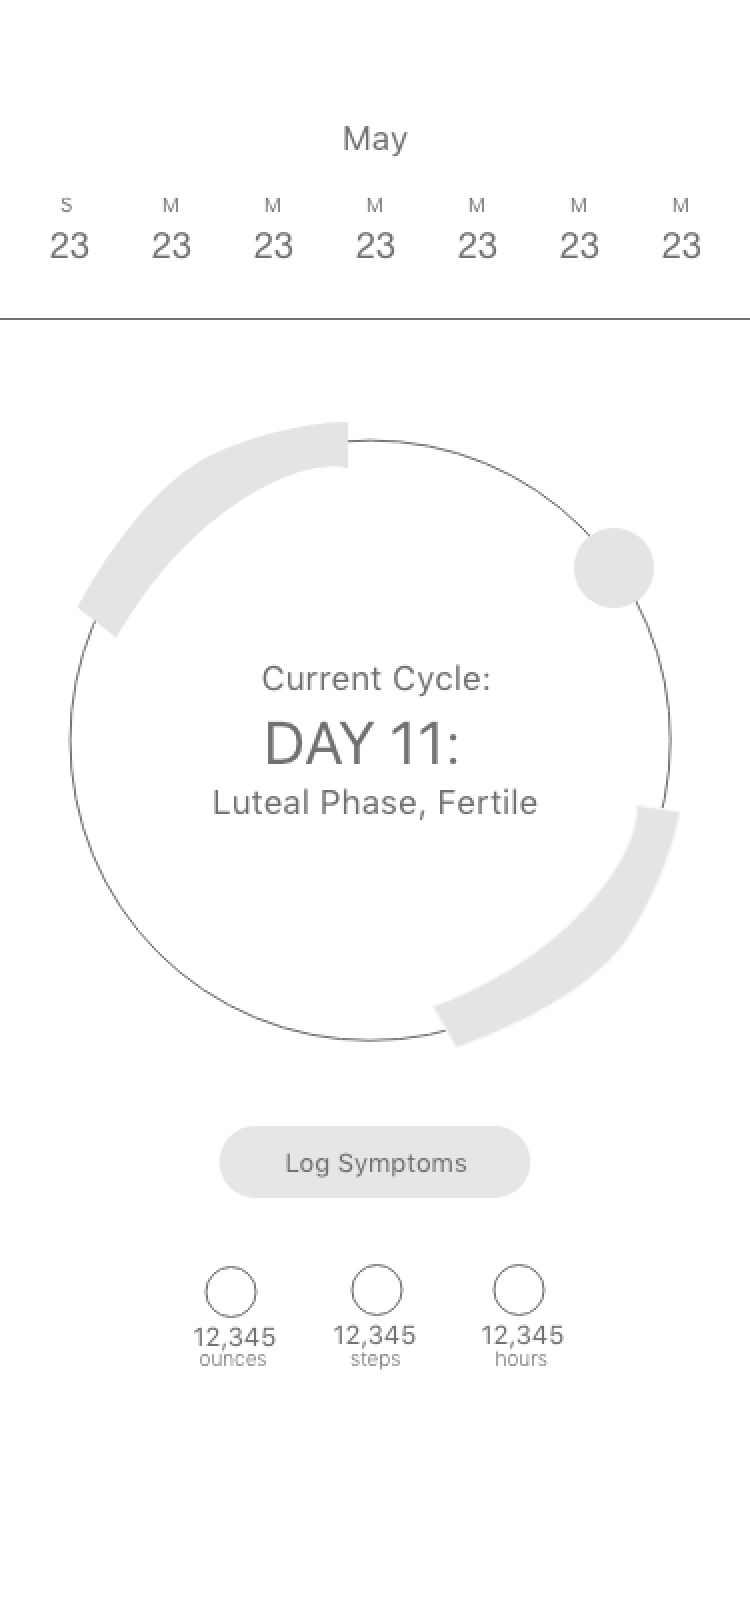 May
S M M M M M M
23 23 23 23 23 23 23
Current Cycle:
DAY 11:
Luteal Phase, Fertile
Log Symptoms
12,345 12,345 12,345
ounces steps hours